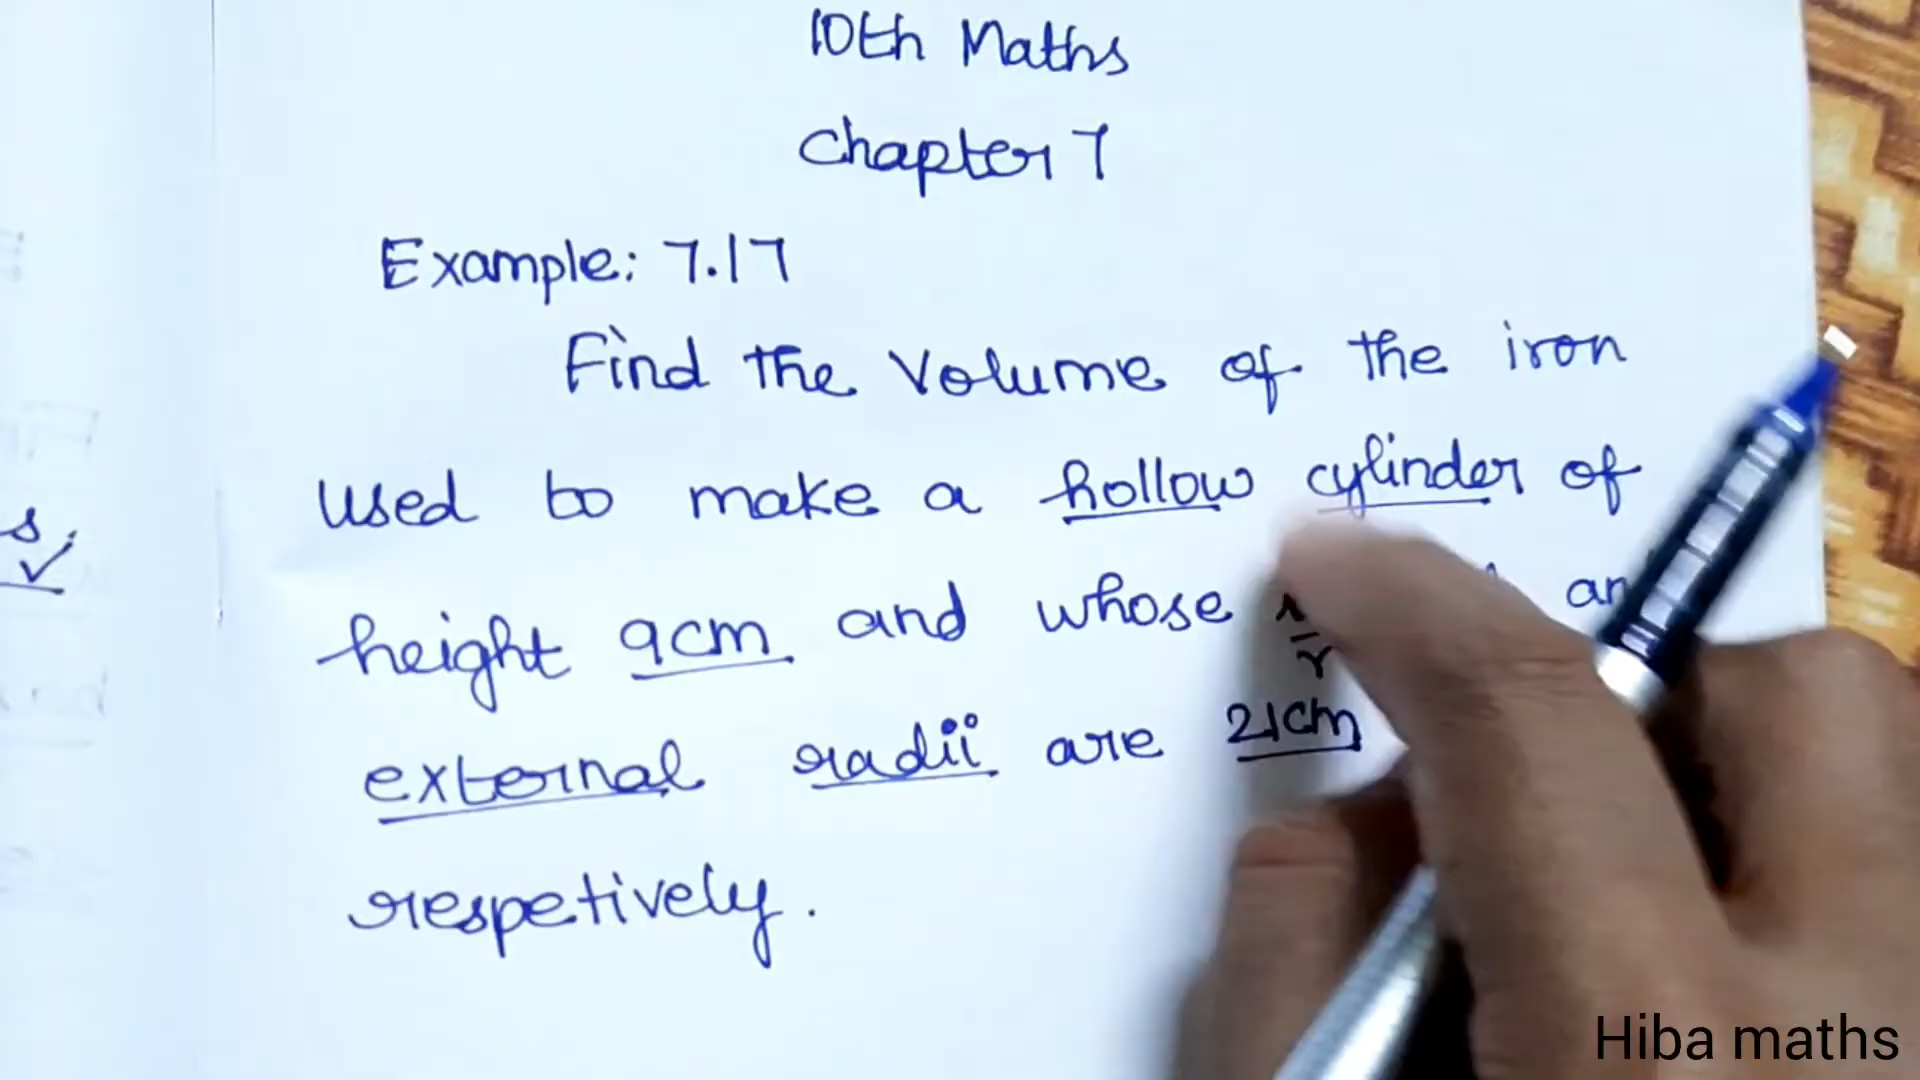 10th Maths
Chapter 7
Example: 7.17
Find the Volume of the iron
used to make a hollow cylinder of
height 9cm and whose
r
external radii are 21cm
respetively.
s,
Hiba maths